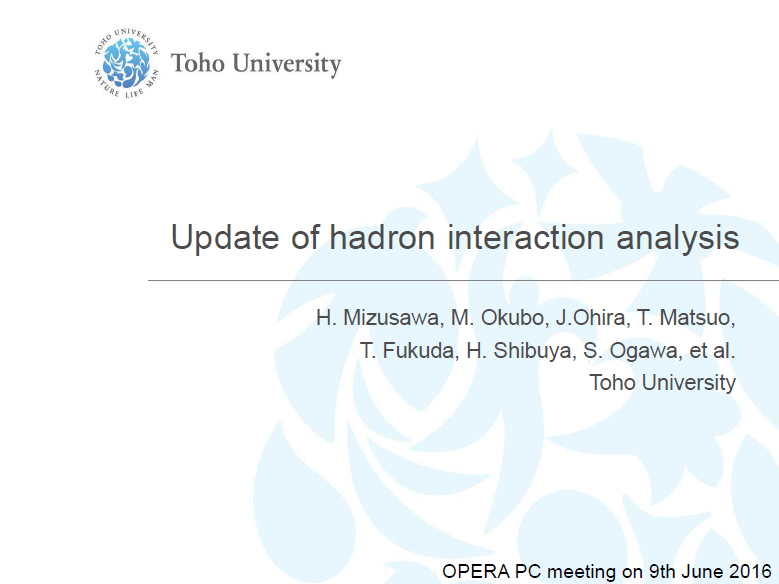 TOHO UNIVERSITY
NATURE LIFE MAN
Toho University
Update of hadron interaction analysis
H. Mizusawa, M. Okubo, J.Ohira, T. Matsuo,
T. Fukuda, H. Shibuya, S. Ogawa, et al.
Toho University
OPERA PC meeting on 9th June 2016